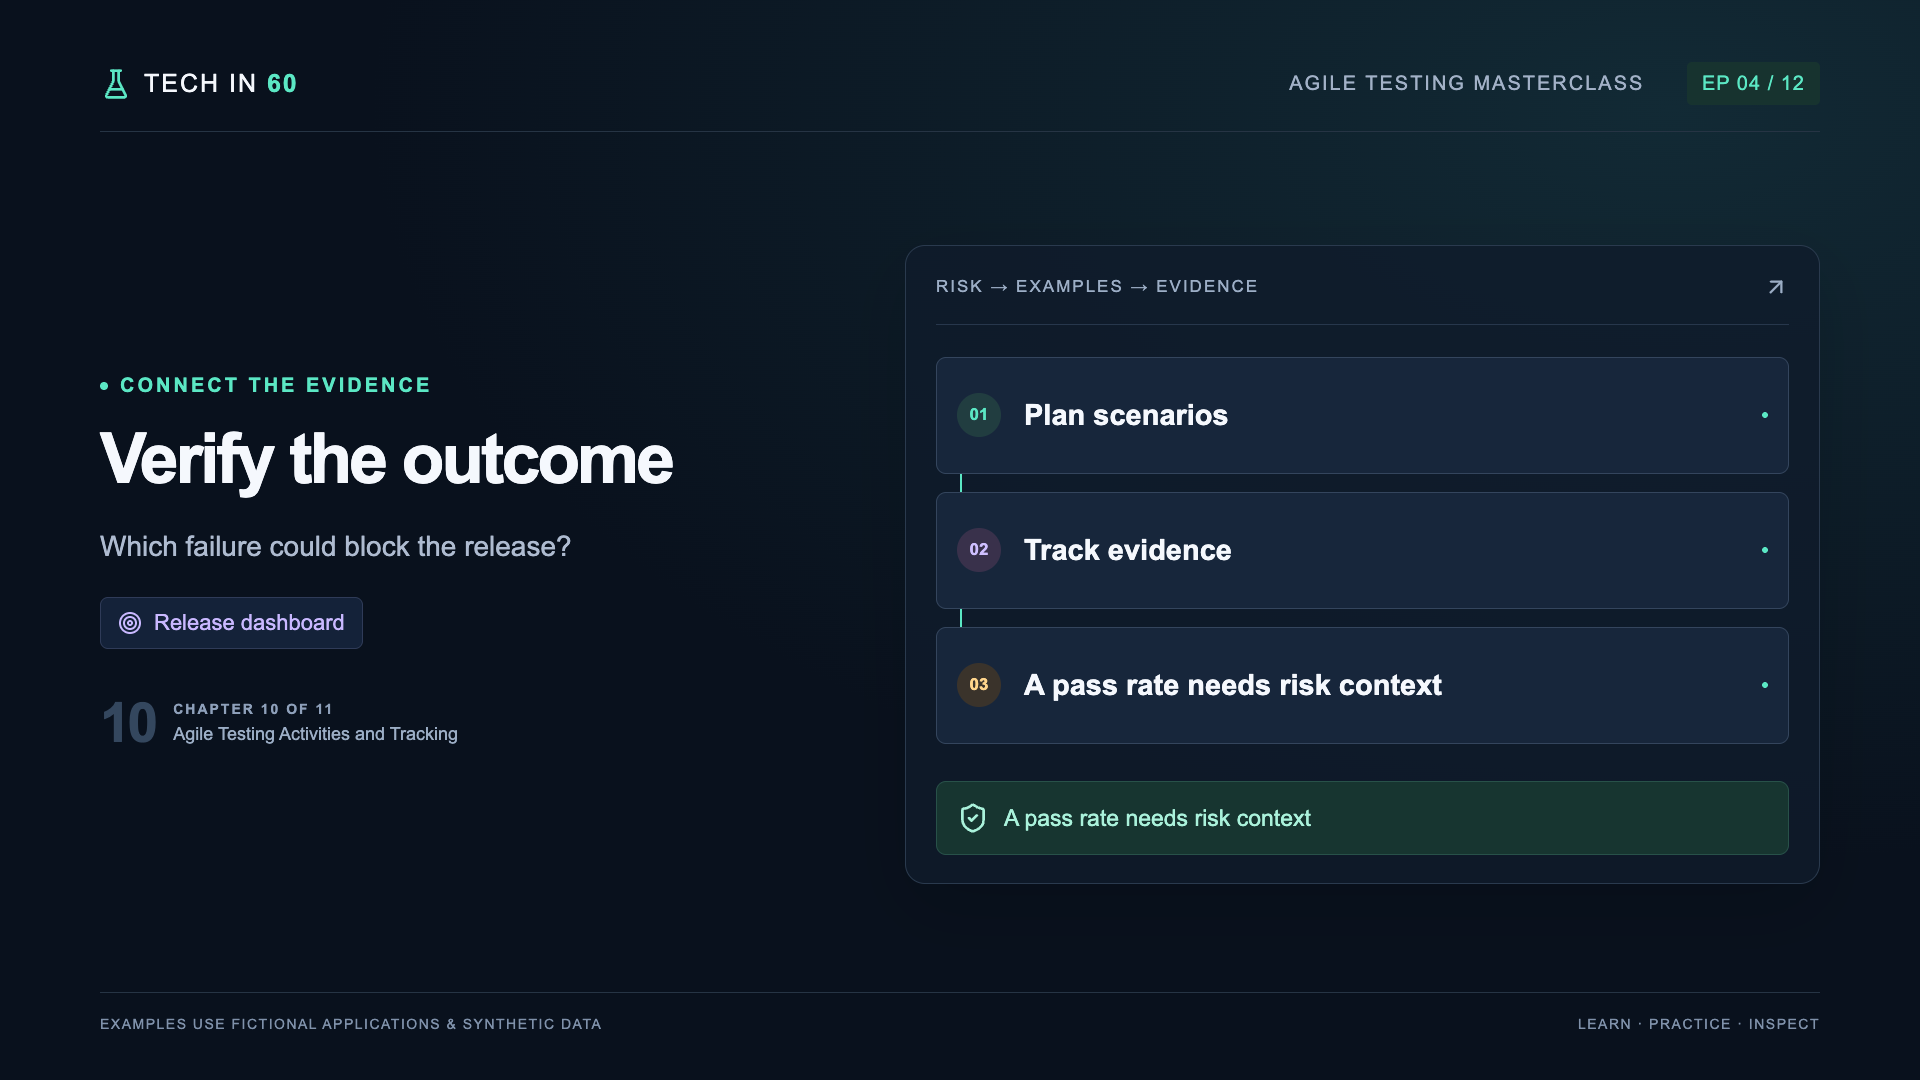 TECH IN 60
AGILE TESTING MASTERCLASS
EP 04 / 12
CONNECT THE EVIDENCE
Verify the outcome
Which failure could block the release?
Release dashboard
10
CHAPTER 10 OF 11
Agile Testing Activities and Tracking
RISK → EXAMPLES → EVIDENCE
01
Plan scenarios
02
Track evidence
03
A pass rate needs risk context
A pass rate needs risk context
EXAMPLES USE FICTIONAL APPLICATIONS & SYNTHETIC DATA
LEARN · PRACTICE · INSPECT